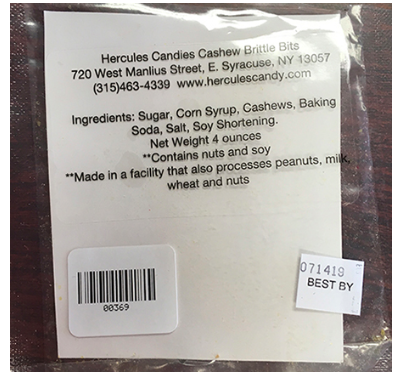 Hercules Candies Cashew Brittle Bits
720 West Manlius Street, E. Syracuse, NY 13057
(315)463-4339 www.herculescandy.com
Ingredients: Sugar, Corn Syrup, Cashews, Baking
Soda, Salt, Soy Shortening.
Net Weight 4 ounces
**Contains nuts and soy
**Made in a facility that also processes peanuts, milk,
wheat and nuts
00369
071419
BEST BY